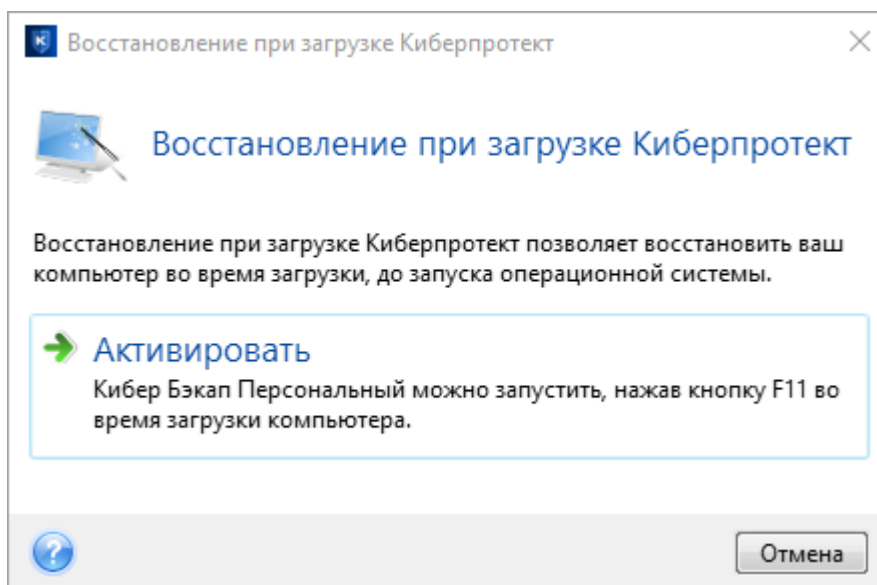 Восстановление при загрузке Киберпротект
Восстановление при загрузке Киберпротект
Восстановление при загрузке Киберпротект позволяет восстановить ваш
компьютер во время загрузки, до запуска операционной системы.
Активировать
Кибер Бэкап Персональный можно запустить, нажав кнопку F11 во
время загрузки компьютера.
Отмена